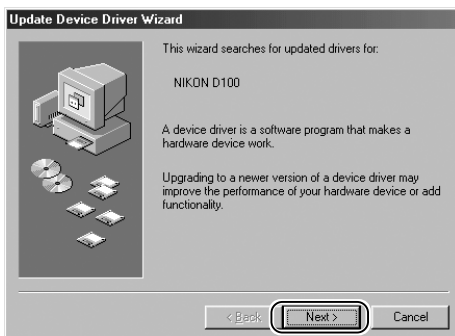 Update Device Driver Wizard
This wizard searches for updated drivers for:
NIKON D100
A device driver is a software program that makes a
hardware device work.
Upgrading to a newer version of a device driver may
improve the performance of your hardware device or add
functionality.
< Back
Next >
Cancel